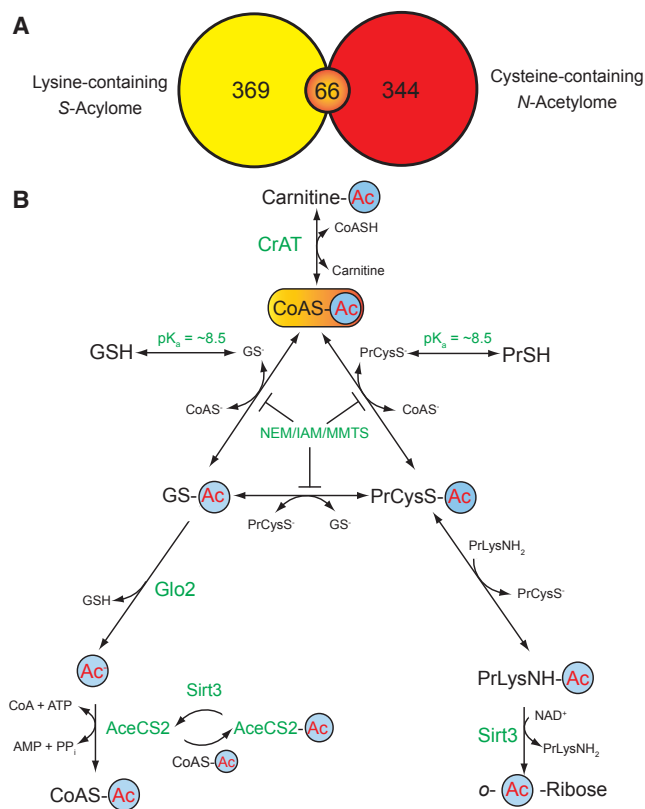 A
Lysine-containing
S-Acylome
369
66
344
Cysteine-containing
N-Acetylome
B
Carnitine-Ac
CoASH
CrAT
Carnitine
CoAS-Ac
GSH
pKa = ~8.5
GS-
PrCysS-
pKa = ~8.5
PrSH
CoAS-
CoAS-
NEM/IAM/MMTS
GS-Ac
PrCysS-Ac
PrCysS-
GS-
PrLysNH2
GSH
Glo2
PrCysS-
Ac-
PrLysNH-Ac
CoA + ATP
Sirt3
AceCS2
AceCS2-Ac
NAD+
Sirt3
AMP + PPi
CoAS-Ac
PrLysNH2
CoAS-Ac
o-Ac-Ribose